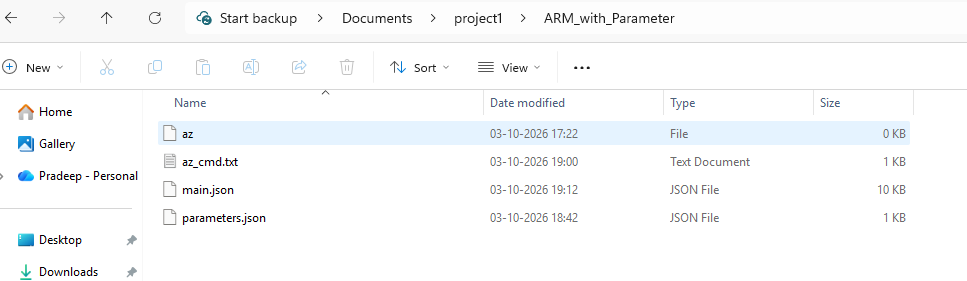 Start backup > Documents > project1 > ARM_with_Parameter
New Sort View ...
Name Date modified Type Size
Home
Gallery
Pradeep - Personal
Desktop
Downloads
az 03-10-2026 17:22 File 0 KB
az_cmd.txt 03-10-2026 19:00 Text Document 1 KB
main.json 03-10-2026 19:12 JSON File 10 KB
parameters.json 03-10-2026 18:42 JSON File 1 KB